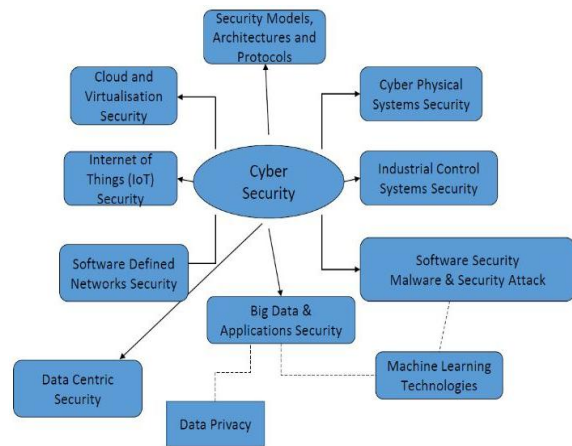 Security Models,
Architectures and
Protocols
Cloud and
Virtualisation
Security
Cyber Physical
Systems Security
Internet of
Things (IoT)
Security
Cyber
Security
Industrial Control
Systems Security
Software Defined
Networks Security
Software Security
Malware & Security Attack
Big Data &
Applications Security
Data Centric
Security
Machine Learning
Technologies
Data Privacy